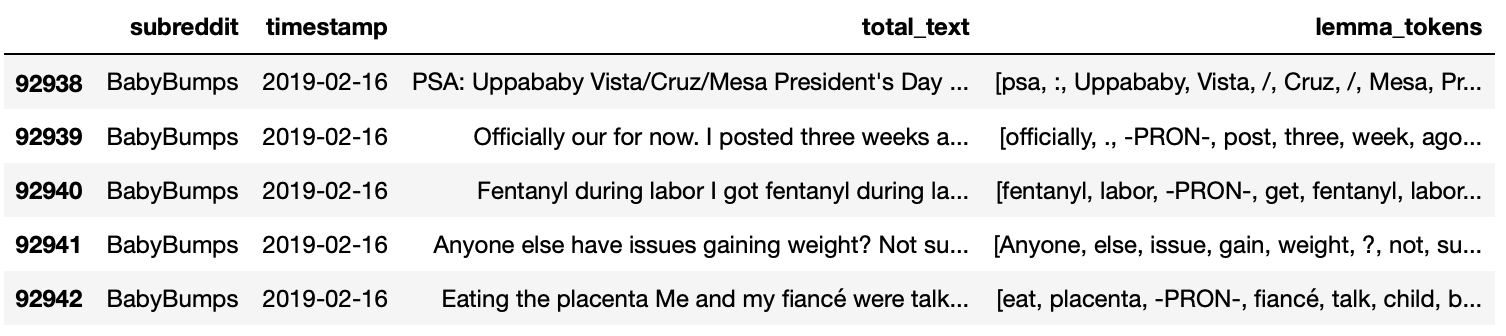 subreddit timestamp total_text lemma_tokens
92938 BabyBumps 2019-02-16 PSA: Uppababy Vista/Cruz/Mesa President's Day ... [psa, :, Uppababy, Vista, /, Cruz, /, Mesa, Pr...
92939 BabyBumps 2019-02-16 Officially our for now. I posted three weeks a... [officially, ., -PRON-, post, three, week, ago...
92940 BabyBumps 2019-02-16 Fentanyl during labor I got fentanyl during la... [fentanyl, labor, -PRON-, get, fentanyl, labor...
92941 BabyBumps 2019-02-16 Anyone else have issues gaining weight? Not su... [Anyone, else, issue, gain, weight, ?, not, su...
92942 BabyBumps 2019-02-16 Eating the placenta Me and my fiancé were talk... [eat, placenta, -PRON-, fiancé, talk, child, b...